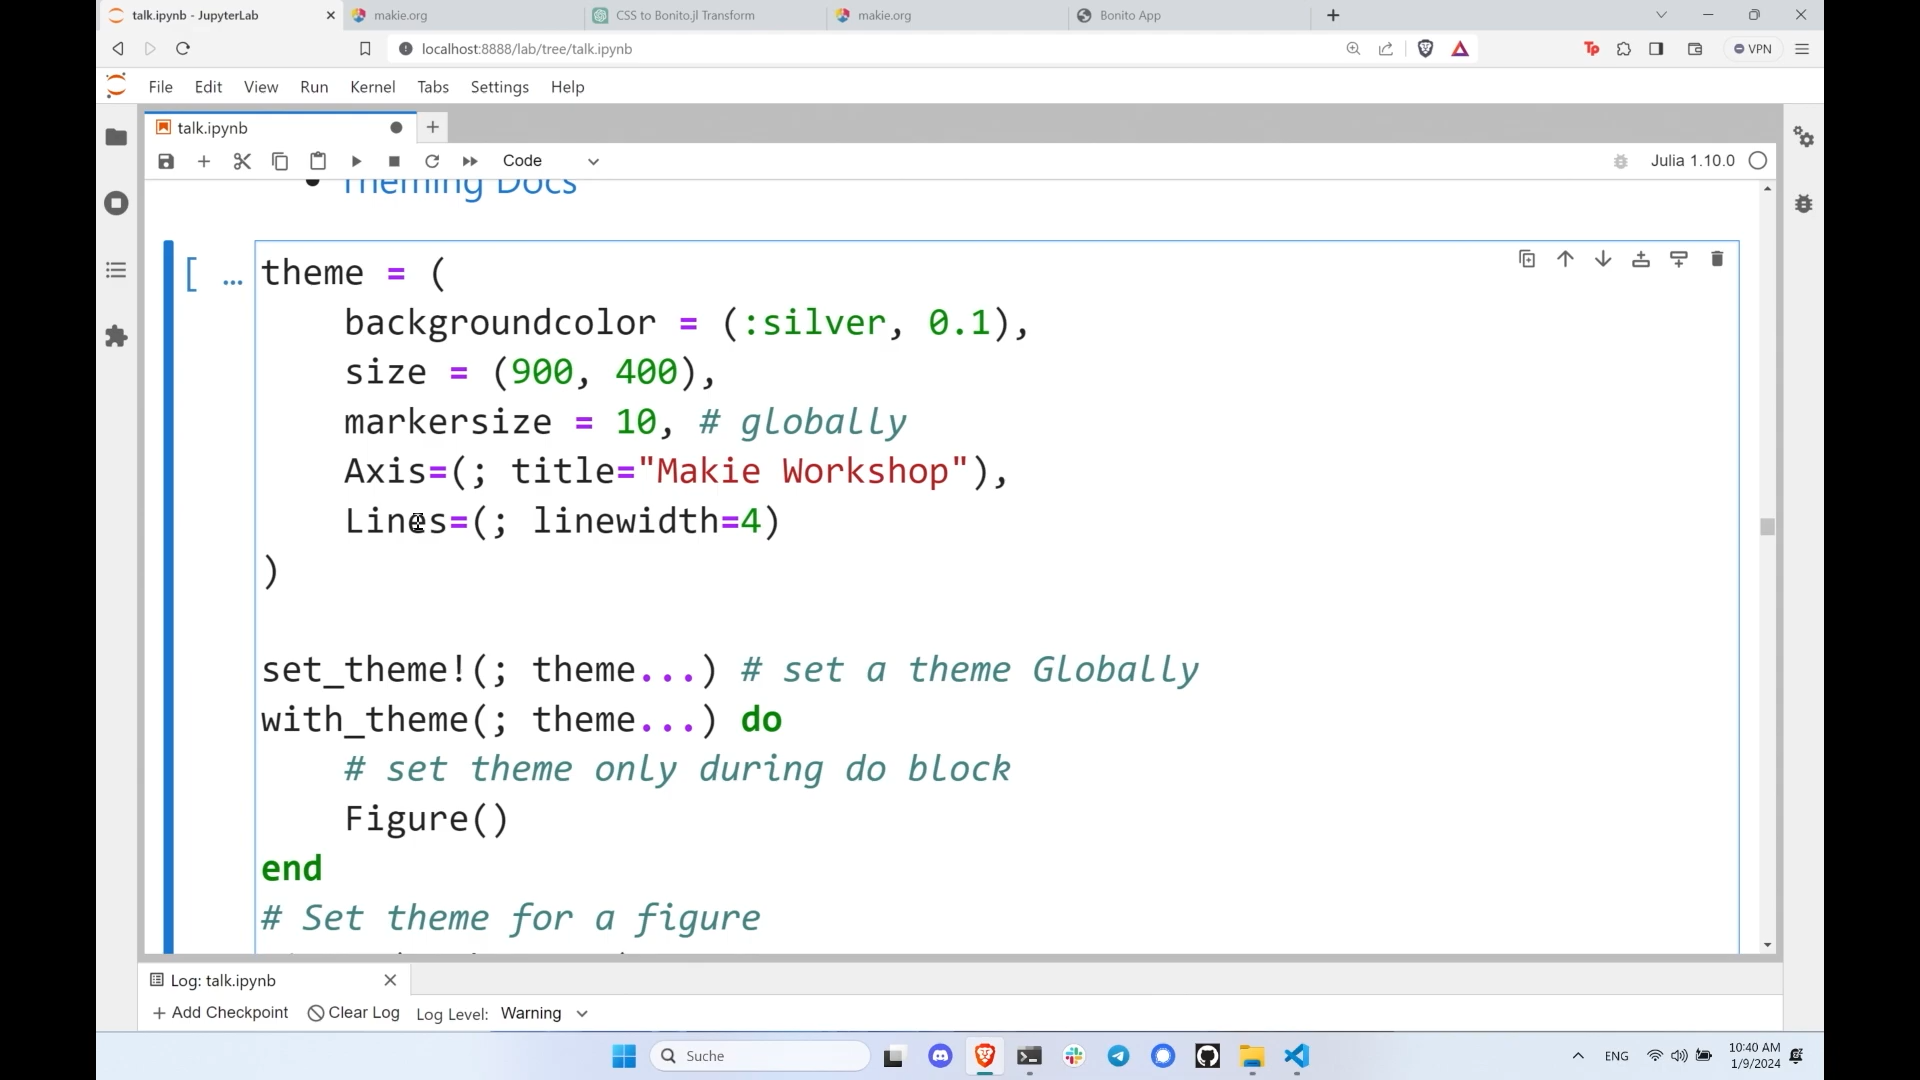 talk.ipynb - JupyterLab
makie.org
CSS to Bonito.jl Transform
makie.org
Bonito App
localhost:8888/lab/tree/talk.ipynb
VPN
File Edit View Run Kernel Tabs Settings Help
talk.ipynb
Code
Julia 1.10.0
Theming Docs
[ …
theme = (
backgroundcolor = (:silver, 0.1),
size = (900, 400),
markersize = 10, # globally
Axis=(; title="Makie Workshop"),
Lines=(; linewidth=4)
)
set_theme!(; theme...) # set a theme Globally
with_theme(; theme...) do
# set theme only during do block
Figure()
end
# Set theme for a figure
Log: talk.ipynb
+ Add Checkpoint Clear Log Log Level: Warning
Suche
ENG
10:40 AM
1/9/2024